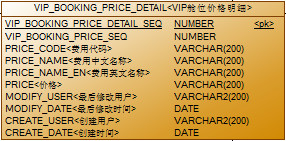 VIP_BOOKING_PRICE_DETAIL<VIP舱位价格明细>
VIP_BOOKING_PRICE_DETAIL_SEQ NUMBER <pk>
VIP_BOOKING_PRICE_SEQ NUMBER
PRICE_CODE<费用代码> VARCHAR(200)
PRICE_NAME<费用中文名称> VARCHAR(200)
PRICE_NAME_EN<费用英文名称> VARCHAR(200)
PRICE<价格> VARCHAR(200)
MODIFY_USER<最后修改用户> VARCHAR2(200)
MODIFY_DATE<最后修改时间> DATE
CREATE_USER<创建用户> VARCHAR2(200)
CREATE_DATE<创建时间> DATE